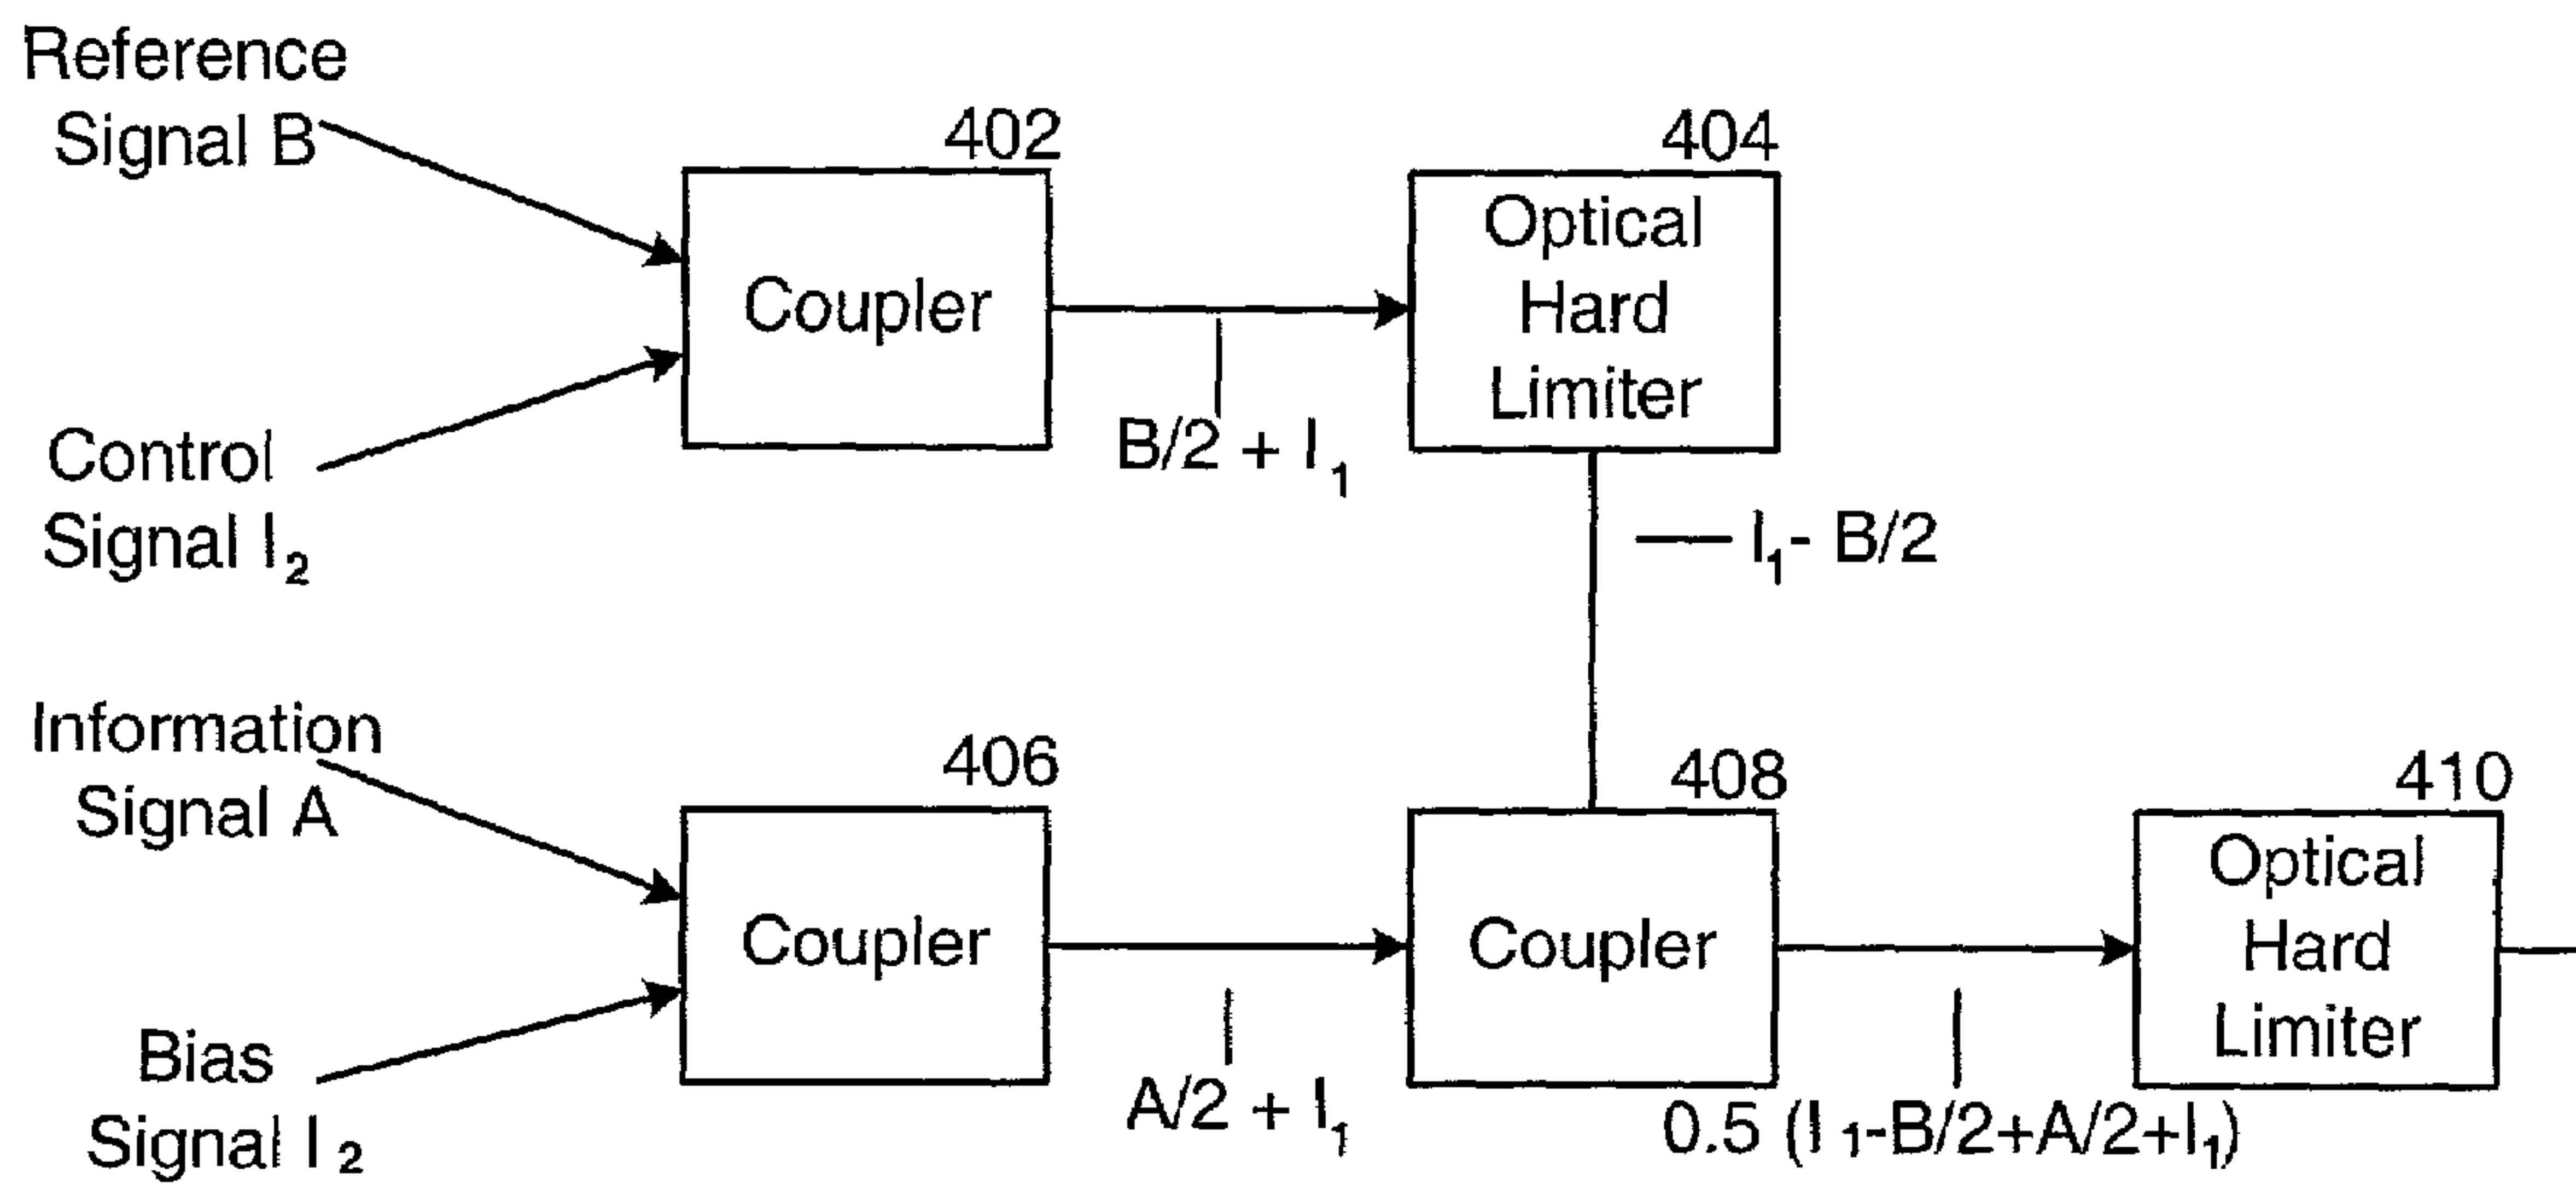 Reference
Signal B
402
Coupler
404
Optical
Hard
Limiter
B/2 + I₁
Control
Signal I₂
I₁- B/2
Information
Signal A
406
Coupler
408
Coupler
410
Optical
Hard
Limiter
Bias
Signal I₂
A/2 + I₁
0.5 (I₁-B/2+A/2+I₁)